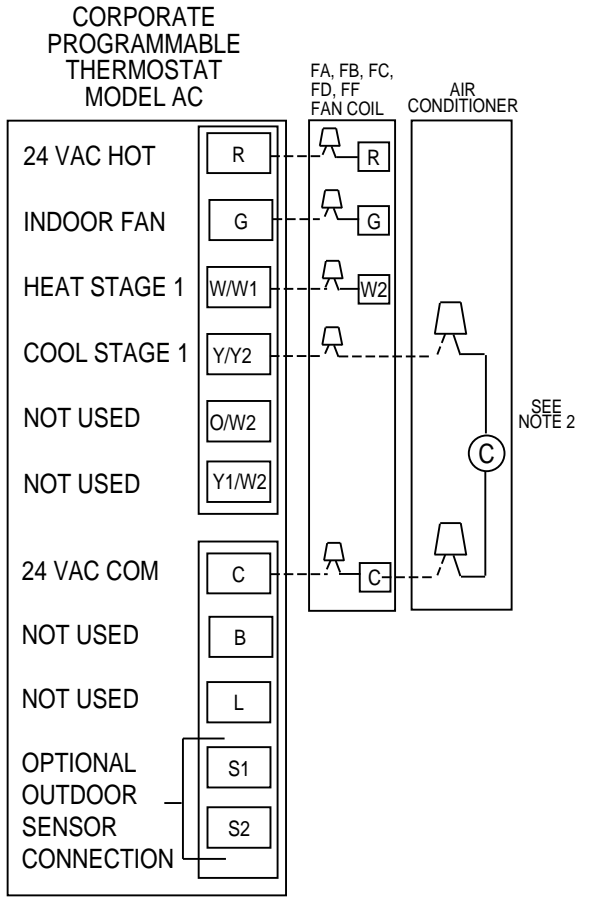 CORPORATE
PROGRAMMABLE
THERMOSTAT
MODEL AC
FA, FB, FC,
FD, FF
FAN COIL
AIR
CONDITIONER
24 VAC HOT R R
INDOOR FAN G G
HEAT STAGE 1 W/W1 W2
COOL STAGE 1 Y/Y2
NOT USED O/W2
SEE
NOTE 2
C
NOT USED Y1/W2
24 VAC COM C C
NOT USED B
NOT USED L
OPTIONAL S1
OUTDOOR
SENSOR S2
CONNECTION